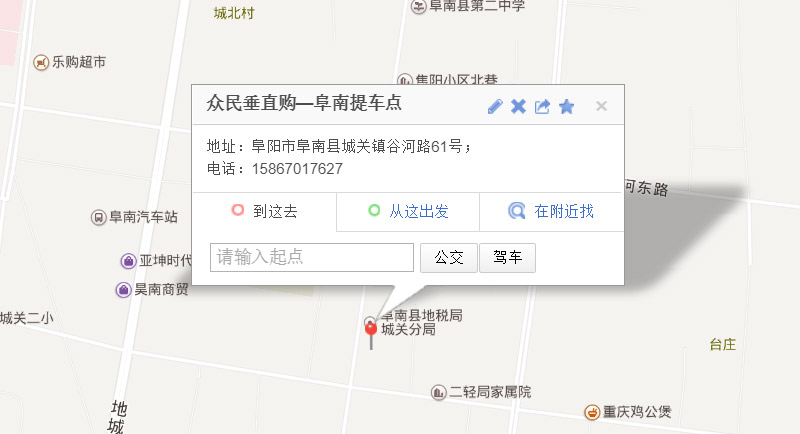 阜南县第二中学
城北村
乐购超市
隽阳小区北巷
众民垂直购—阜南提车点
地址：阜阳市阜南县城关镇谷河路61号；
电话：15867017627
河东路
到这去
从这出发
在附近找
阜南汽车站
亚坤时代
请输入起点
公交
驾车
昊南商贸
城关二小
阜南县地税局
城关分局
台庄
二轻局家属院
地城
重庆鸡公煲